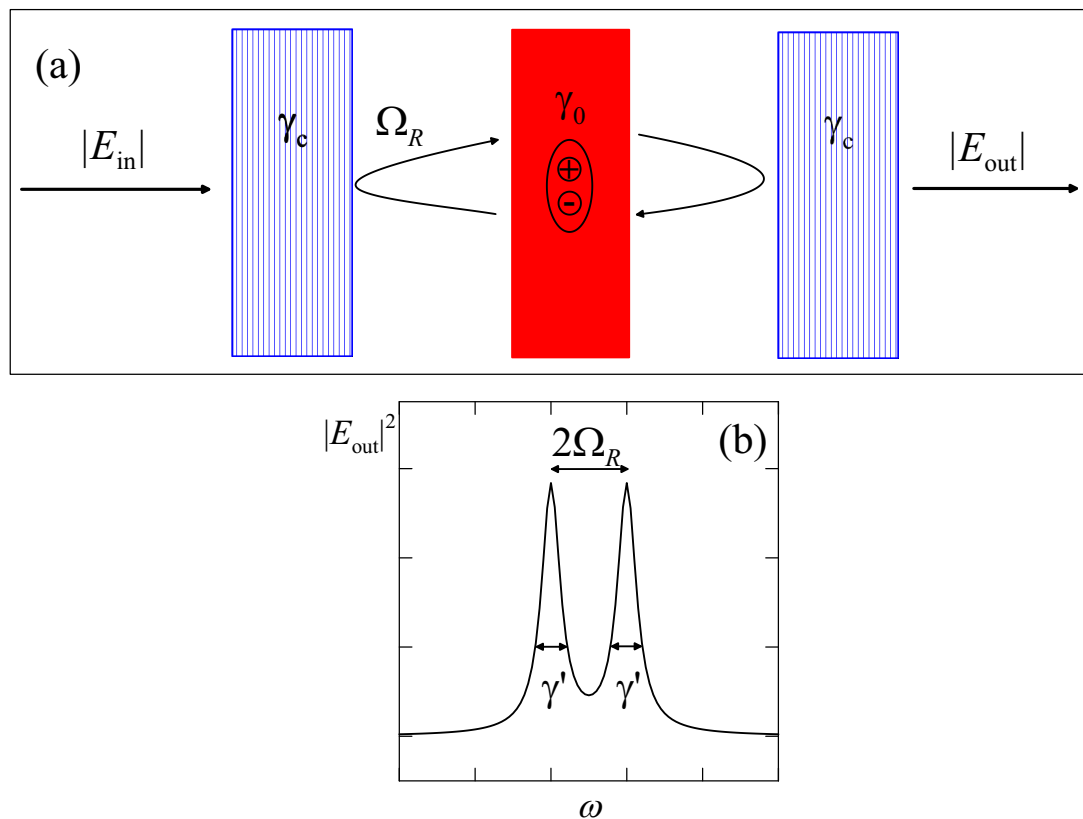 (a)
|E_in|
γ_c
Ω_R
γ_0
+
-
γ_c
|E_out|
|E_out|²
(b)
2Ω_R
γ'
γ'
ω